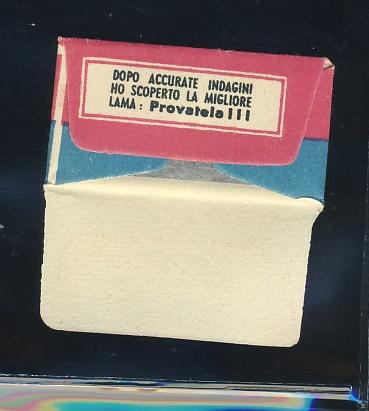 DOPO ACCURATE INDAGINI
HO SCOPERTO LA MIGLIORE
LAMA: Provatela!!!